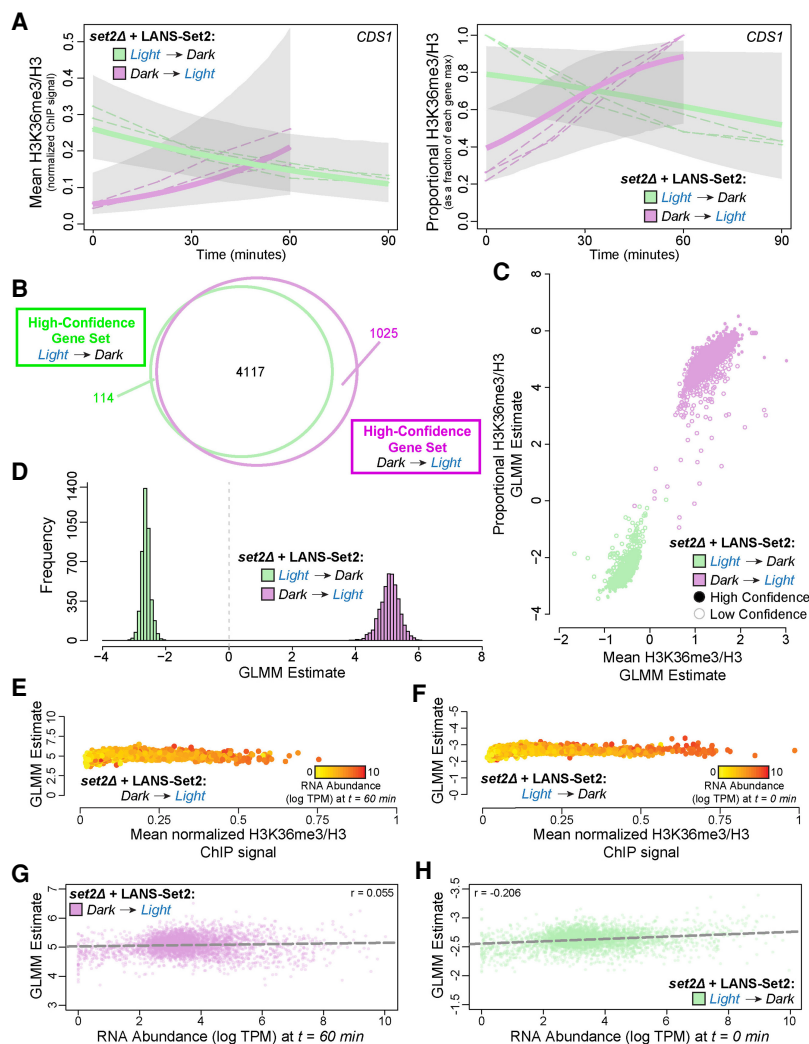 A
set2Δ + LANS-Set2:
Light → Dark
Dark → Light
CDS1
Mean H3K36me3/H3
(normalized ChIP signal)
0.0 0.1 0.2 0.3 0.4 0.5
0 30 60 90
Time (minutes)
CDS1
Proportional H3K36me3/H3
(as a fraction of each gene max)
0.0 0.2 0.4 0.6 0.8 1.0
set2Δ + LANS-Set2:
Light → Dark
Dark → Light
0 30 60 90
Time (minutes)
B
High-Confidence
Gene Set
Light → Dark
114
4117
1025
High-Confidence
Gene Set
Dark → Light
C
Proportional H3K36me3/H3
GLMM Estimate
−4 −2 0 2 4 6 8
set2Δ + LANS-Set2:
Light → Dark
Dark → Light
High Confidence
Low Confidence
−2 −1 0 1 2 3
Mean H3K36me3/H3
GLMM Estimate
D
Frequency
0 350 700 1050 1400
set2Δ + LANS-Set2:
Light → Dark
Dark → Light
−4 −2 0 2 4 6 8
GLMM Estimate
E
GLMM Estimate
2.5 5 7.5 10
set2Δ + LANS-Set2:
Dark → Light
0 10
RNA Abundance
(log TPM) at t = 60 min
0 0.25 0.5 0.75 1
Mean normalized H3K36me3/H3
ChIP signal
F
GLMM Estimate
-0 -1 -2 -3 -4 -5
set2Δ + LANS-Set2:
Light → Dark
0 10
RNA Abundance
(log TPM) at t = 0 min
0 0.25 0.5 0.75 1
Mean normalized H3K36me3/H3
ChIP signal
G
set2Δ + LANS-Set2:
Dark → Light
r = 0.055
GLMM Estimate
3 4 5 6 7
0 2 4 6 8 10
RNA Abundance (log TPM) at t = 60 min
H
r = -0.206
GLMM Estimate
-1.5 -2 -2.5 -3 -3.5
set2Δ + LANS-Set2:
Light → Dark
0 2 4 6 8 10
RNA Abundance (log TPM) at t = 0 min